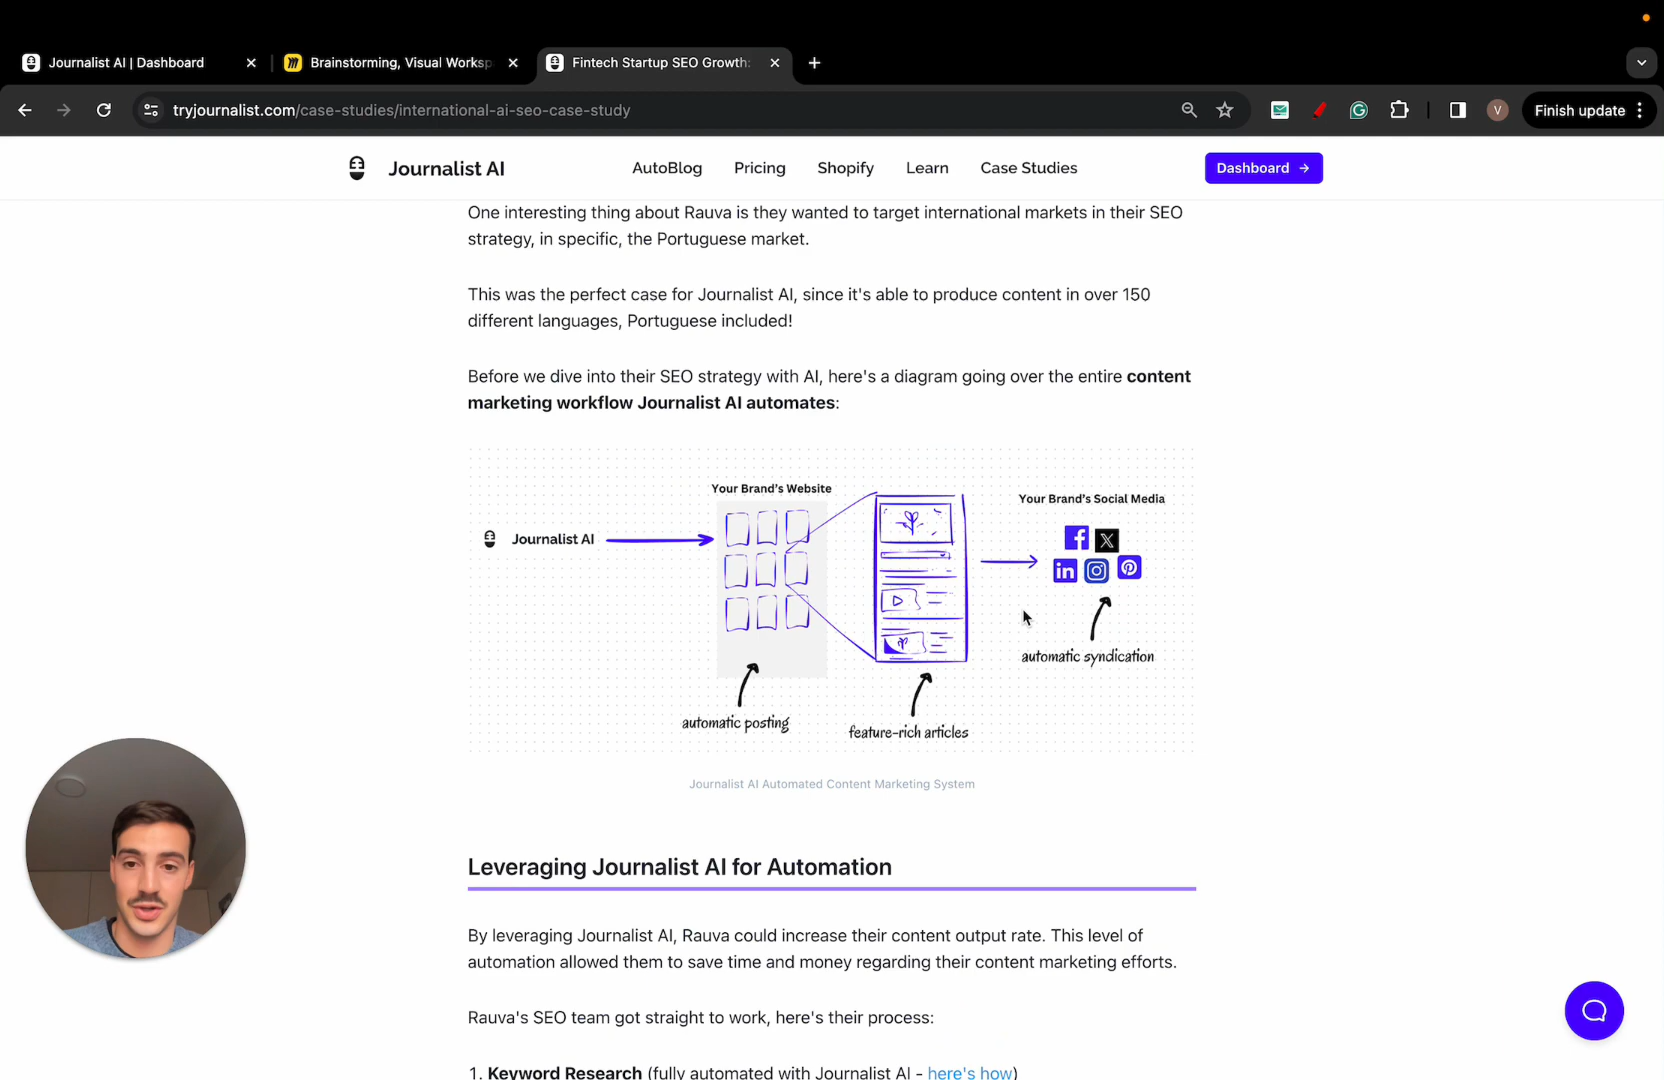 Journalist AI | Dashboard
Brainstorming, Visual Worksp
Fintech Startup SEO Growth:
tryjournalist.com/case-studies/international-ai-seo-case-study
V
Finish update
Journalist AI
AutoBlog
Pricing
Shopify
Learn
Case Studies
Dashboard →
One interesting thing about Rauva is they wanted to target international markets in their SEO
strategy, in specific, the Portuguese market.
This was the perfect case for Journalist AI, since it's able to produce content in over 150
different languages, Portuguese included!
Before we dive into their SEO strategy with AI, here's a diagram going over the entire content
marketing workflow Journalist AI automates:
Your Brand's Website
Your Brand's Social Media
Journalist AI
automatic syndication
automatic posting
feature-rich articles
Journalist AI Automated Content Marketing System
Leveraging Journalist AI for Automation
By leveraging Journalist AI, Rauva could increase their content output rate. This level of
automation allowed them to save time and money regarding their content marketing efforts.
Rauva's SEO team got straight to work, here's their process:
1. Keyword Research (fully automated with Journalist AI - here's how)